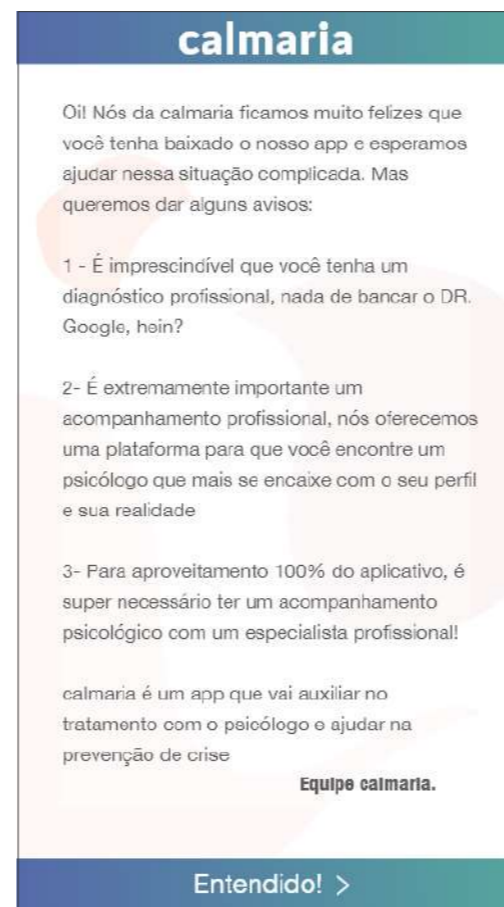 calmaria
Oi! Nós da calmaria ficamos muito felizes que
você tenha baixado o nosso app e esperamos
ajudar nessa situação complicada. Mas
queremos dar alguns avisos:
1 - É imprescindível que você tenha um
diagnóstico profissional, nada de bancar o DR.
Google, hein?
2- É extremamente importante um
acompanhamento profissional, nós oferecemos
uma plataforma para que você encontre um
psicólogo que mais se encaixe com o seu perfil
e sua realidade
3- Para aproveitamento 100% do aplicativo, é
super necessário ter um acompanhamento
psicológico com um especialista profissional!
calmaria é um app que vai auxiliar no
tratamento com o psicólogo e ajudar na
prevenção de crise
Equipe calmaria.
Entendido! >